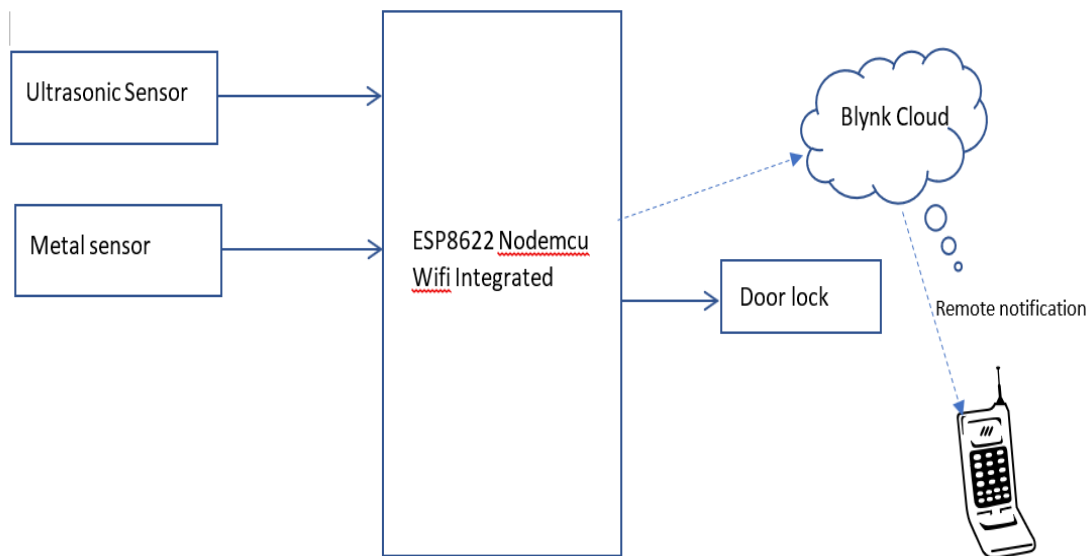 Ultrasonic Sensor
Metal sensor
ESP8622 Nodemcu
Wifi Integrated
Blynk Cloud
Door lock
Remote notification